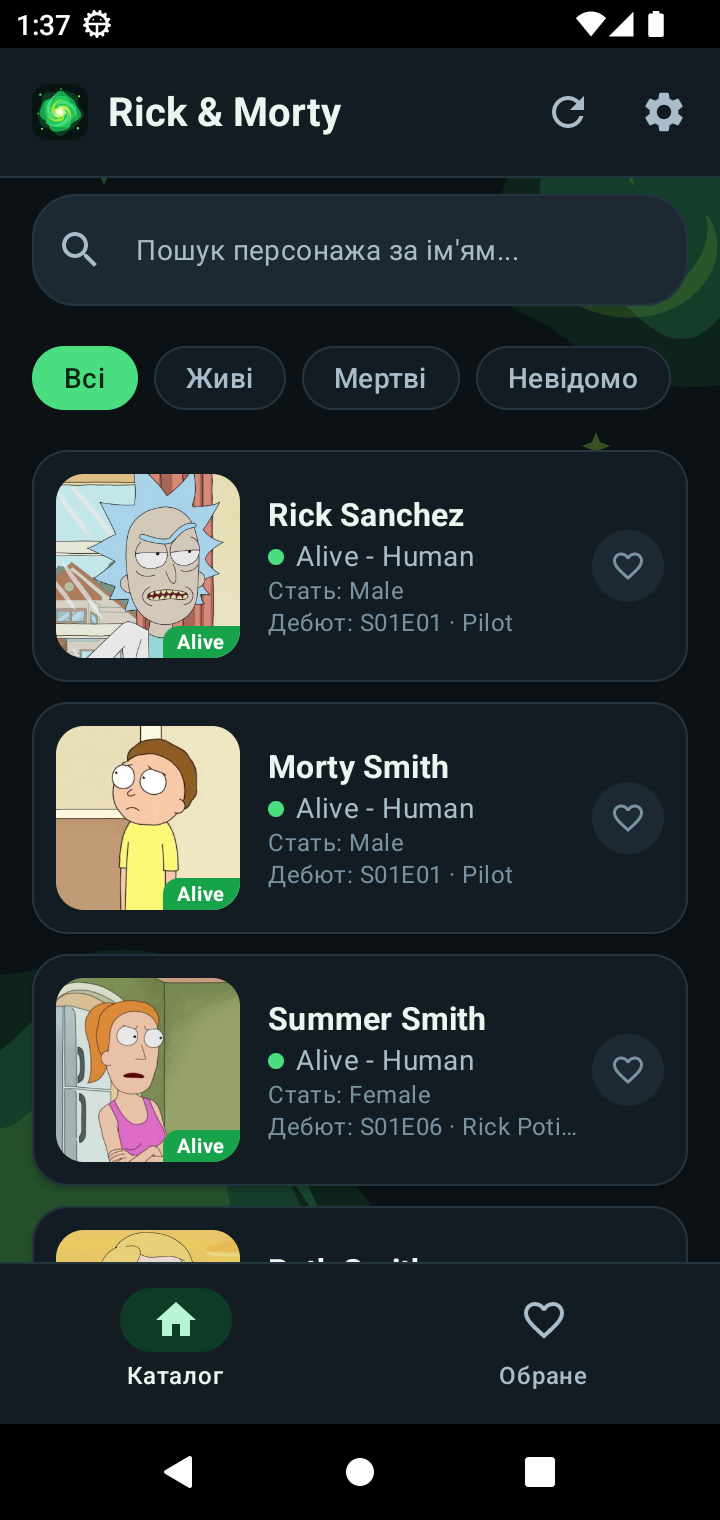 1:37
Rick & Morty
Пошук персонажа за ім'ям...
Всі
Живі
Мертві
Невідомо
Rick Sanchez
Alive - Human
Стать: Male
Дебют: S01E01 · Pilot
Alive
Morty Smith
Alive - Human
Стать: Male
Дебют: S01E01 · Pilot
Alive
Summer Smith
Alive - Human
Стать: Female
Дебют: S01E06 · Rick Poti...
Alive
Каталог
Обране